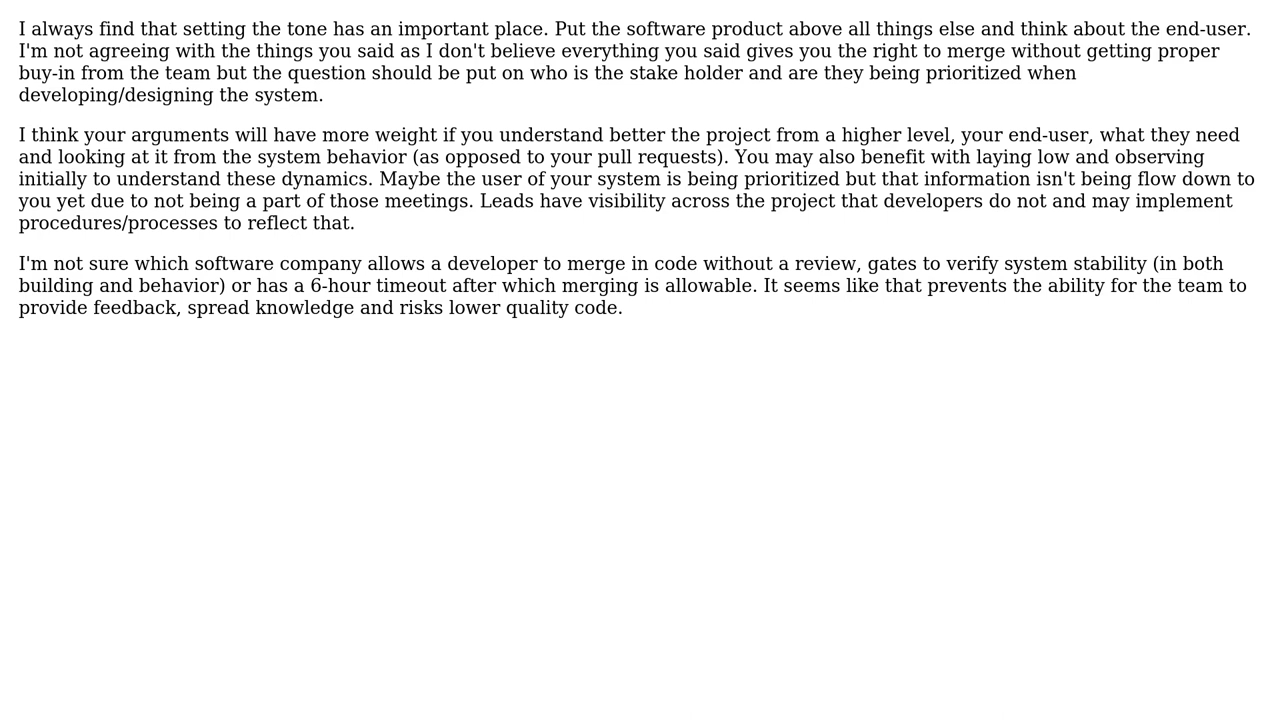 I always find that setting the tone has an important place. Put the software product above all things else and think about the end-user.
I'm not agreeing with the things you said as I don't believe everything you said gives you the right to merge without getting proper
buy-in from the team but the question should be put on who is the stake holder and are they being prioritized when
developing/designing the system.
I think your arguments will have more weight if you understand better the project from a higher level, your end-user, what they need
and looking at it from the system behavior (as opposed to your pull requests). You may also benefit with laying low and observing
initially to understand these dynamics. Maybe the user of your system is being prioritized but that information isn't being flow down to
you yet due to not being a part of those meetings. Leads have visibility across the project that developers do not and may implement
procedures/processes to reflect that.
I'm not sure which software company allows a developer to merge in code without a review, gates to verify system stability (in both
building and behavior) or has a 6-hour timeout after which merging is allowable. It seems like that prevents the ability for the team to
provide feedback, spread knowledge and risks lower quality code.